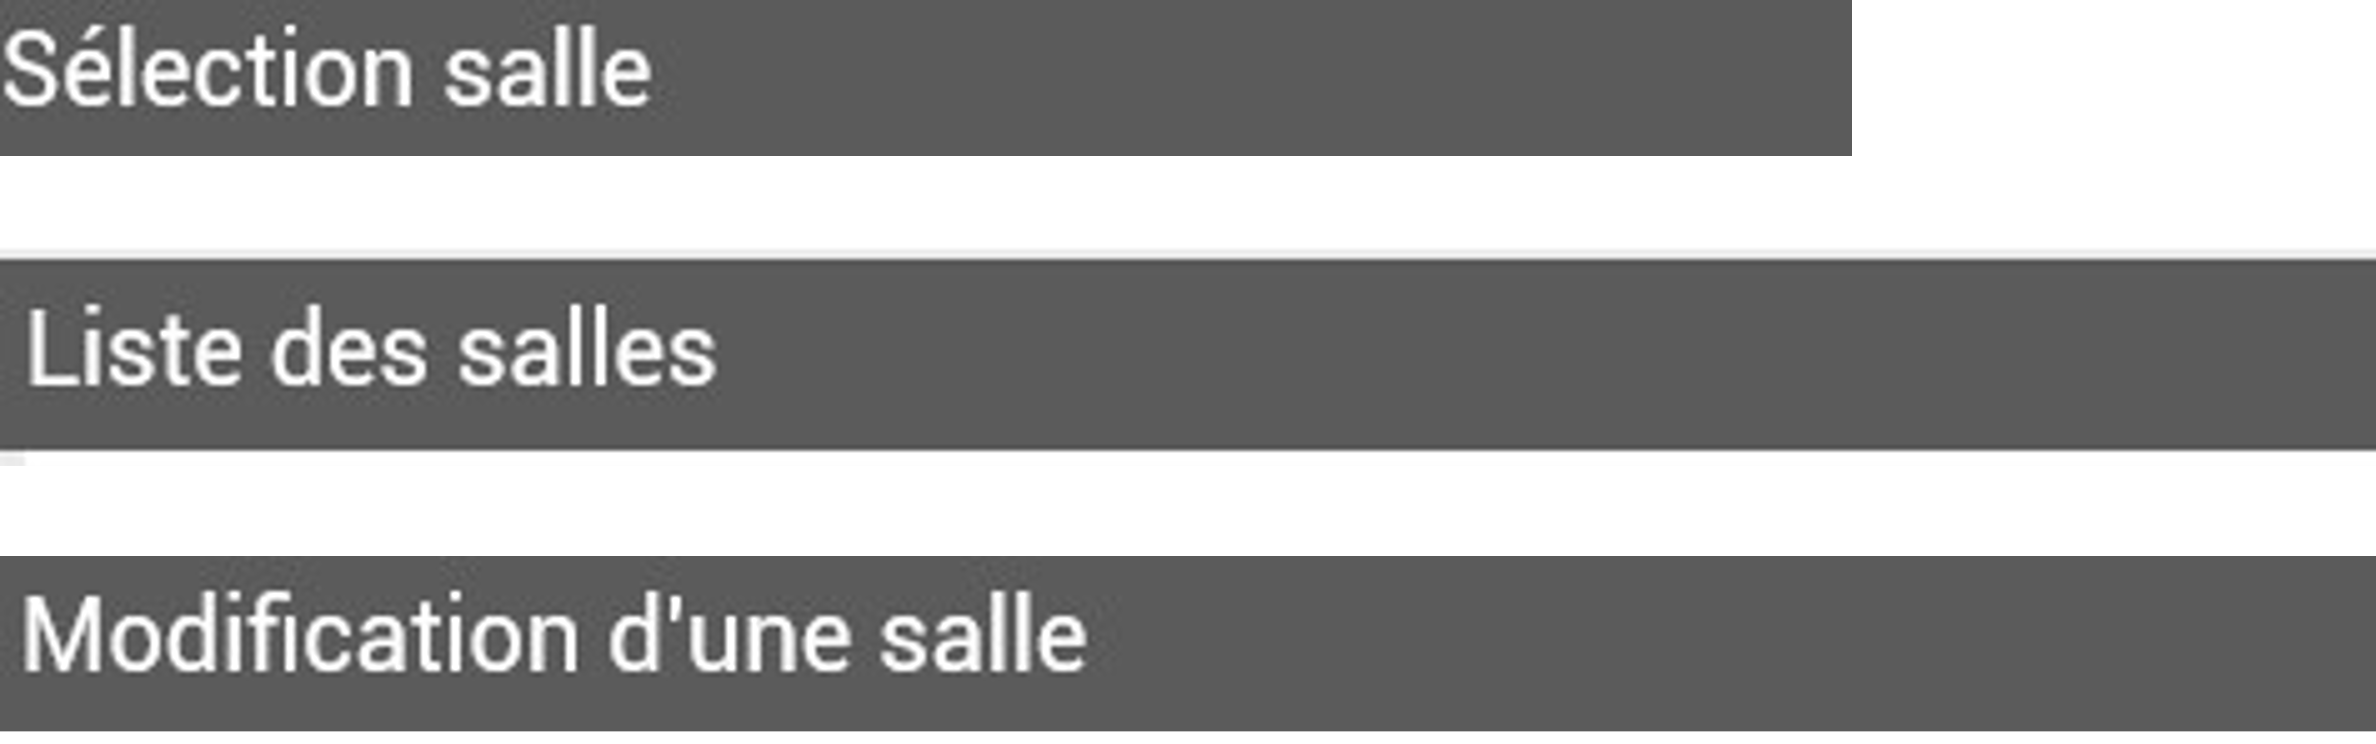 Sélection salle
Liste des salles
Modification d'une salle